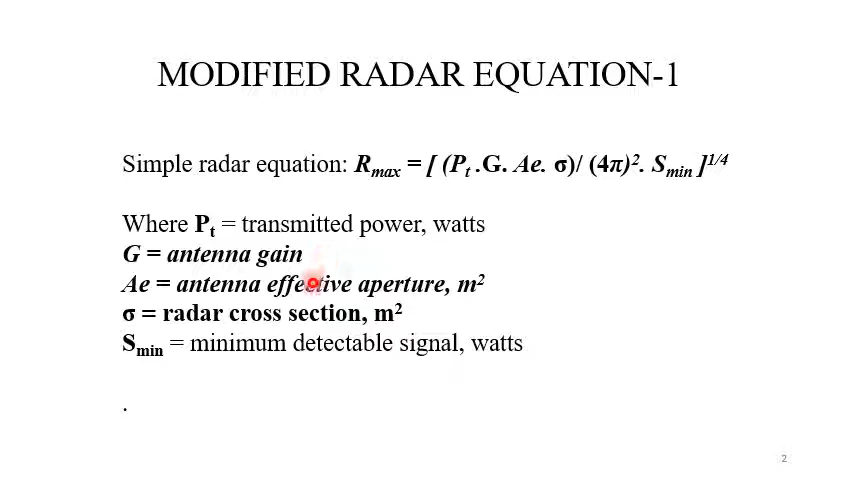 MODIFIED RADAR EQUATION-1
Simple radar equation: Rmax = [ (Pt .G. Ae. σ)/ (4π)². Smin ]^1/4
Where Pt = transmitted power, watts
G = antenna gain
Ae = antenna effective aperture, m²
σ = radar cross section, m²
Smin = minimum detectable signal, watts
.
2